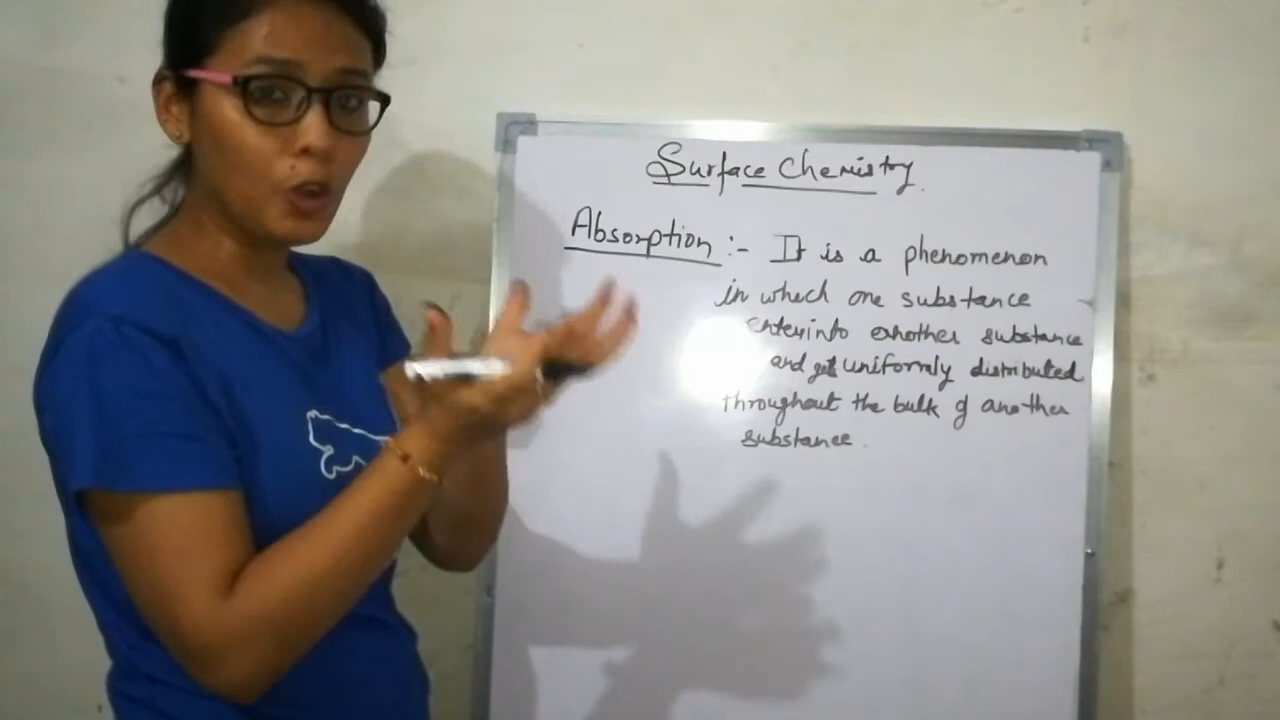 Surface Chemistry.
Absorption :- It is a phenomenon
in which one substance
enter into another substance
and get uniformly distributed
throughout the bulk of another
substance.